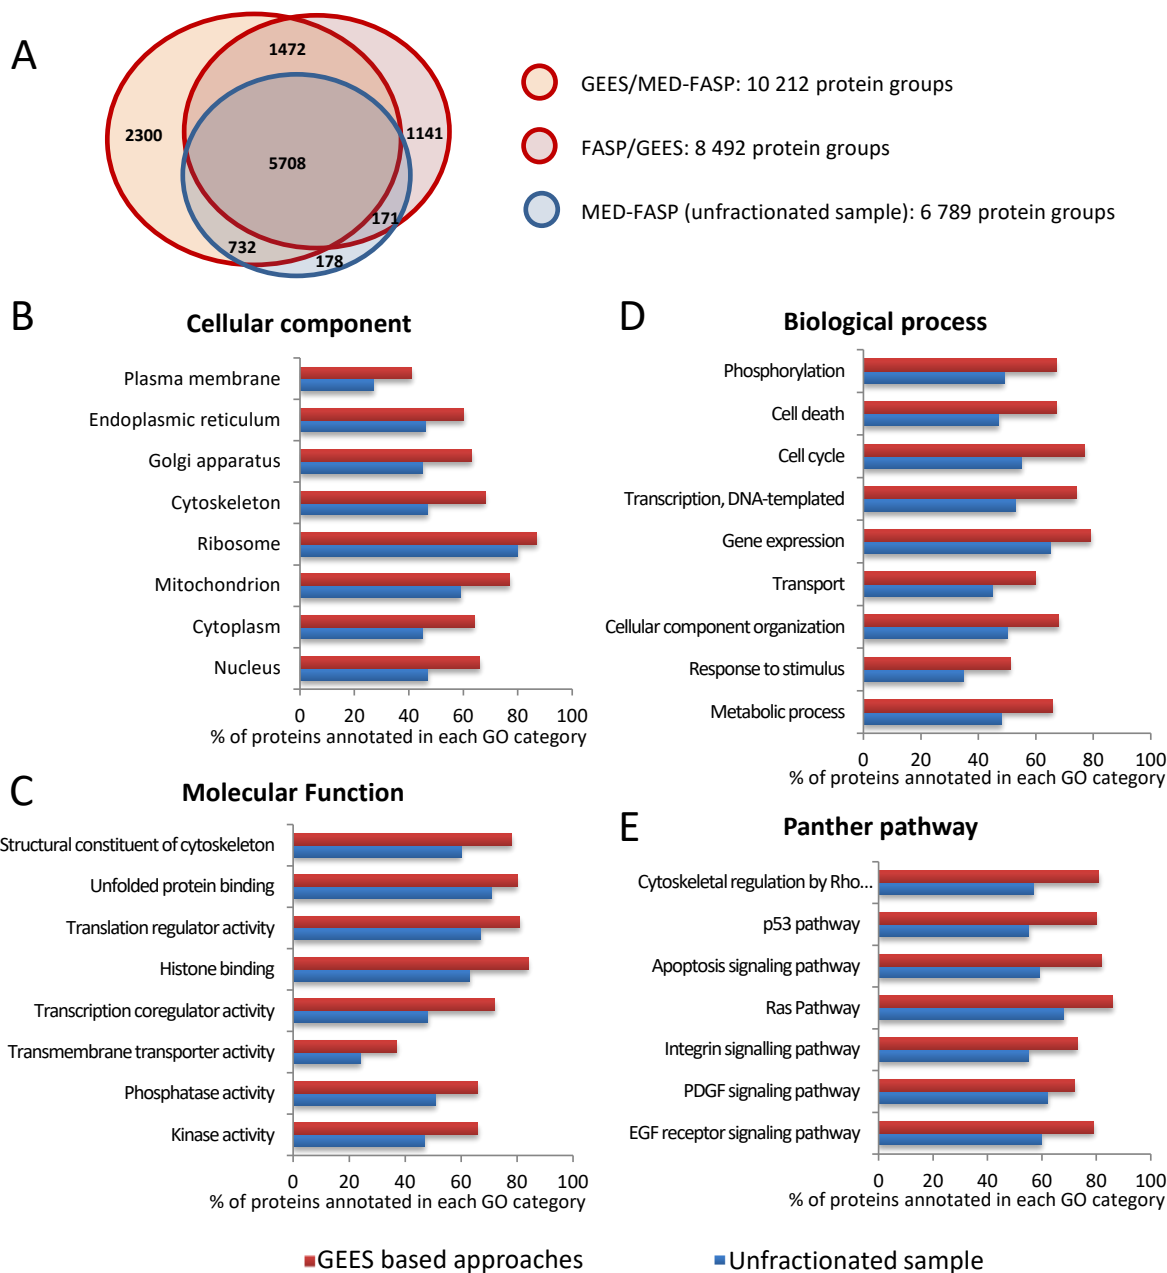 A
1472
2300
1141
5708
171
732
178
GEES/MED-FASP: 10 212 protein groups
FASP/GEES: 8 492 protein groups
MED-FASP (unfractionated sample): 6 789 protein groups
B
Cellular component
Plasma membrane
Endoplasmic reticulum
Golgi apparatus
Cytoskeleton
Ribosome
Mitochondrion
Cytoplasm
Nucleus
0 20 40 60 80 100
% of proteins annotated in each GO category
D
Biological process
Phosphorylation
Cell death
Cell cycle
Transcription, DNA-templated
Gene expression
Transport
Cellular component organization
Response to stimulus
Metabolic process
0 20 40 60 80 100
% of proteins annotated in each GO category
C
Molecular Function
Structural constituent of cytoskeleton
Unfolded protein binding
Translation regulator activity
Histone binding
Transcription coregulator activity
Transmembrane transporter activity
Phosphatase activity
Kinase activity
0 20 40 60 80 100
% of proteins annotated in each GO category
E
Panther pathway
Cytoskeletal regulation by Rho...
p53 pathway
Apoptosis signaling pathway
Ras Pathway
Integrin signalling pathway
PDGF signaling pathway
EGF receptor signaling pathway
0 20 40 60 80 100
% of proteins annotated in each GO category
GEES based approaches
Unfractionated sample